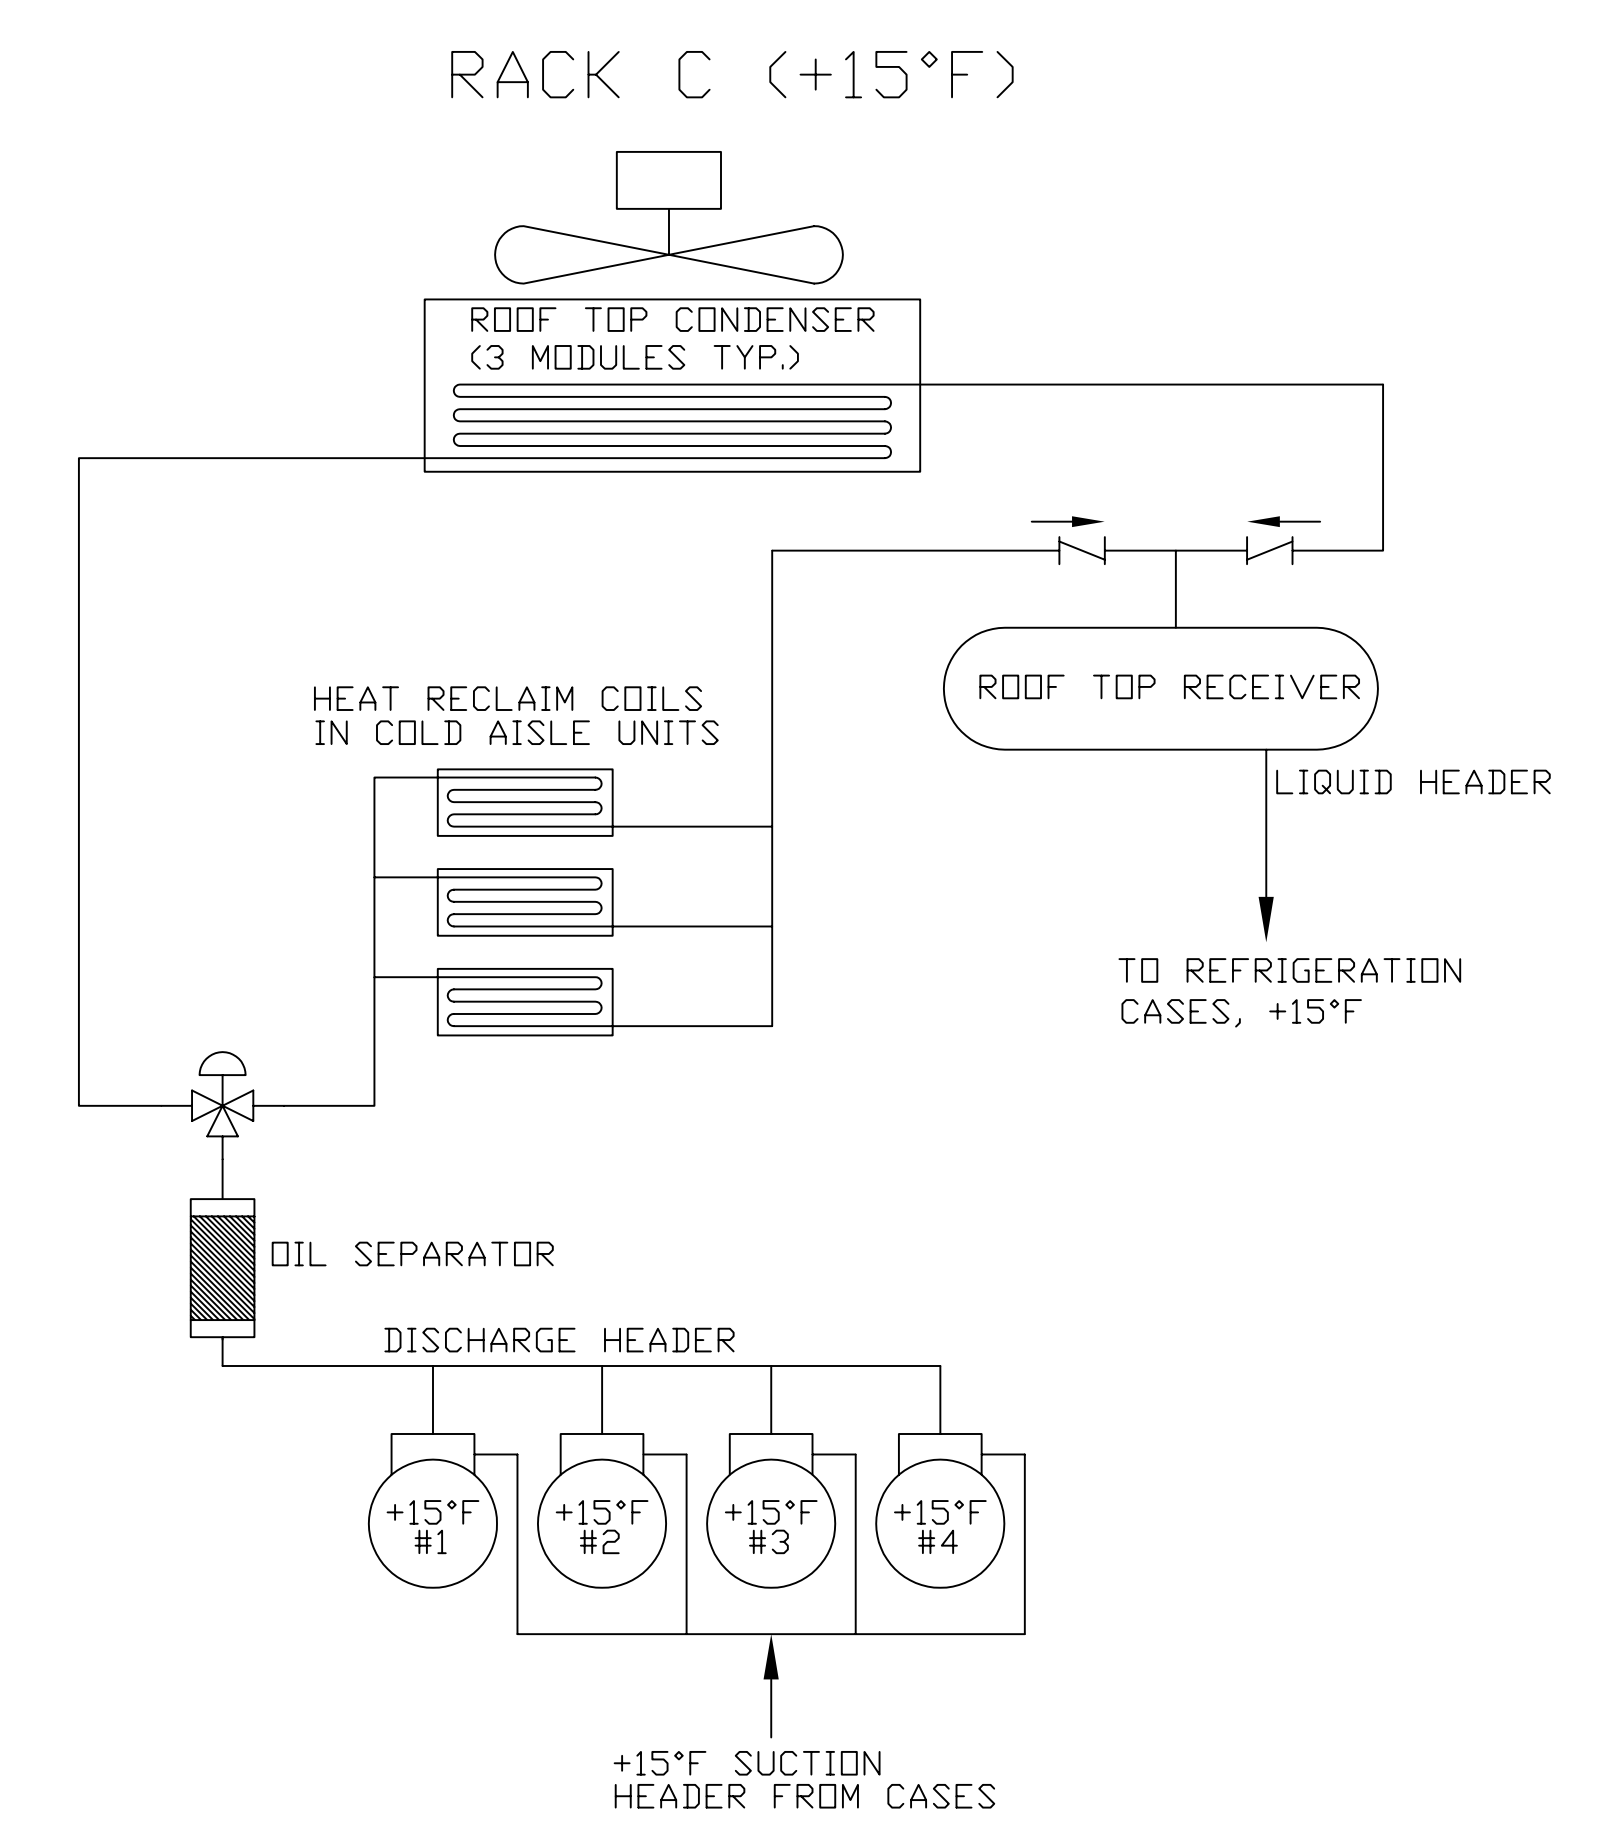 RACK C (+15°F)
ROOF TOP CONDENSER
(3 MODULES TYP.)
ROOF TOP RECEIVER
HEAT RECLAIM COILS
IN COLD AISLE UNITS
LIQUID HEADER
TO REFRIGERATION
CASES, +15°F
OIL SEPARATOR
DISCHARGE HEADER
+15°F
#1
+15°F
#2
+15°F
#3
+15°F
#4
+15°F SUCTION
HEADER FROM CASES